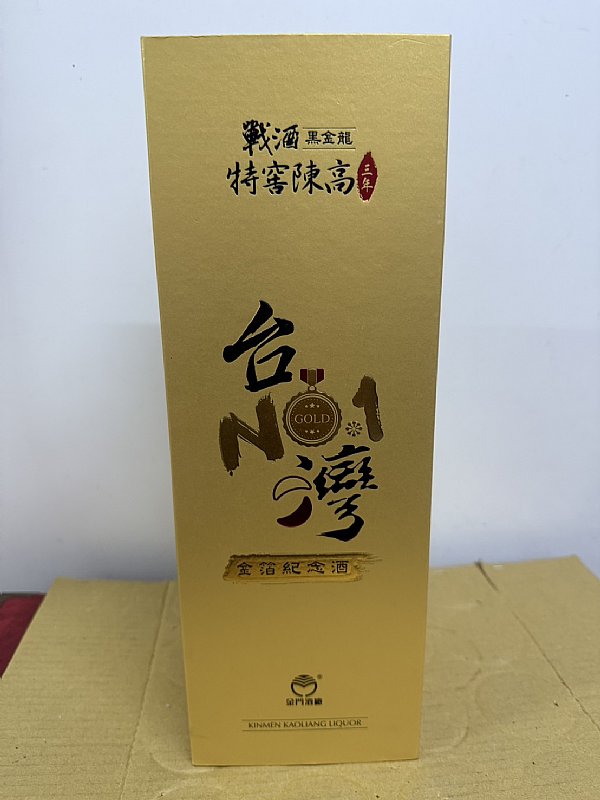 戰酒 黑金龍
特窖陳高 三年
台
NO.1
GOLD
灣
金箔紀念酒
®
金門酒廠
KINMEN KAOLIANG LIQUOR